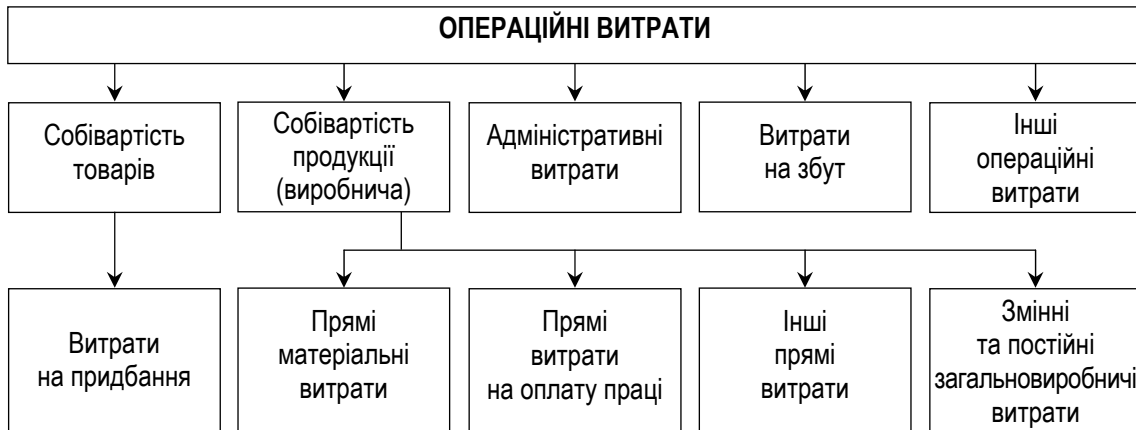 ОПЕРАЦІЙНІ ВИТРАТИ
Собівартість
товарів
Собівартість
продукції
(виробнича)
Адміністративні
витрати
Витрати
на збут
Інші
операційні
витрати
Витрати
на придбання
Прямі
матеріальні
витрати
Прямі
витрати
на оплату праці
Інші
прямі
витрати
Змінні
та постійні
загальновиробничі
витрати